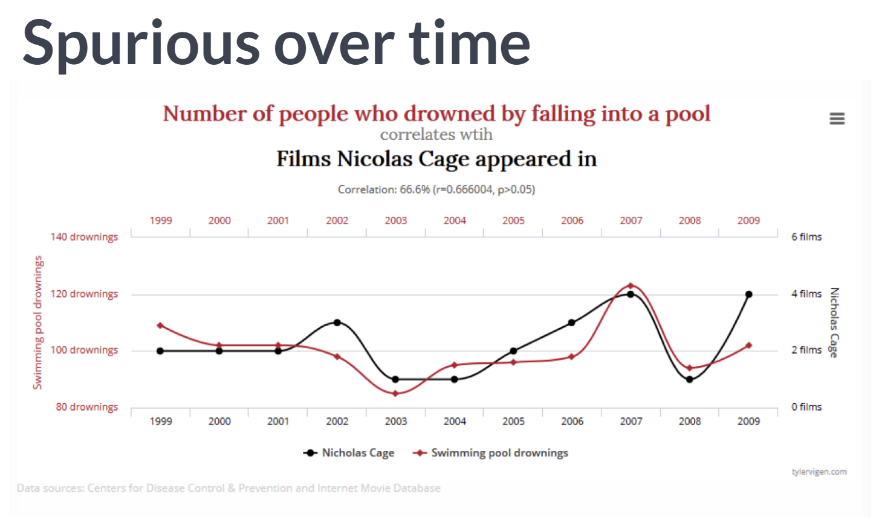 Spurious over time
Number of people who drowned by falling into a pool
correlates wtih
Films Nicolas Cage appeared in
Correlation: 66.6% (r=0.666004, p>0.05)
1999 2000 2001 2002 2003 2004 2005 2006 2007 2008 2009
140 drownings 6 films
120 drownings 4 films
100 drownings 2 films
80 drownings 0 films
Swimming pool drownings
Nicholas Cage
1999 2000 2001 2002 2003 2004 2005 2006 2007 2008 2009
Nicholas Cage Swimming pool drownings
tylervigen.com
Data sources: Centers for Disease Control & Prevention and Internet Movie Database